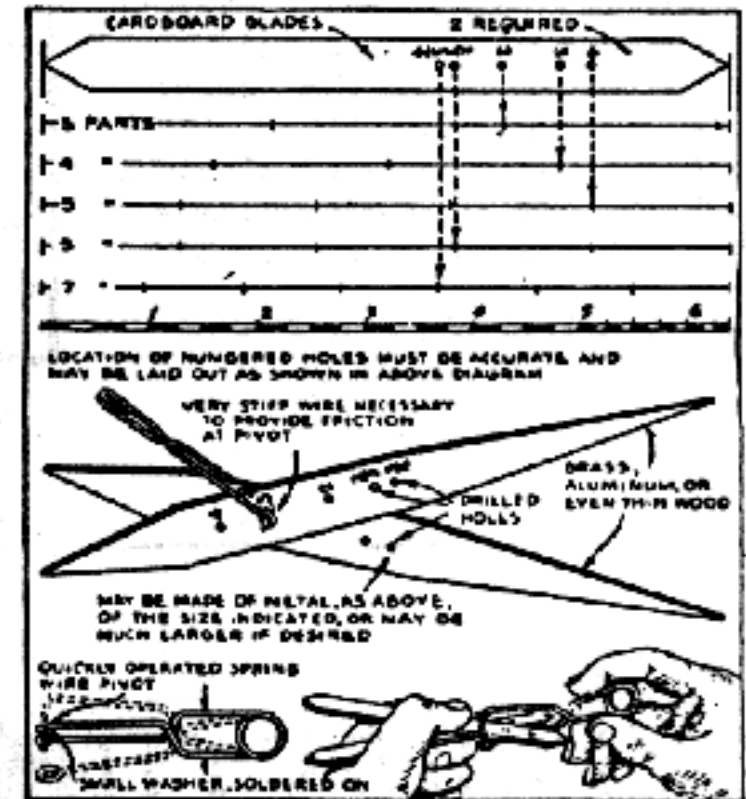 CARDBOARD BLADES
2 REQUIRED
PARTS
4 "
5 "
7 "
1 2 3 4 5 6
LOCATION OF NUMBERED HOLES MUST BE ACCURATE AND
MAY BE LAID OUT AS SHOWN IN ABOVE DIAGRAM
VERY STIFF WIRE NECESSARY
TO PROVIDE FRICTION
AT PIVOT
BRASS,
ALUMINUM, OR
EVEN THIN WOOD
DRILLED
HOLES
MAY BE MADE OF METAL, AS ABOVE,
OF THE SIZE INDICATED, OR MAY BE
MUCH LARGER IF DESIRED
QUICKLY OPERATED SPRING
WIRE PIVOT
SMALL WASHER, SOLDERED ON